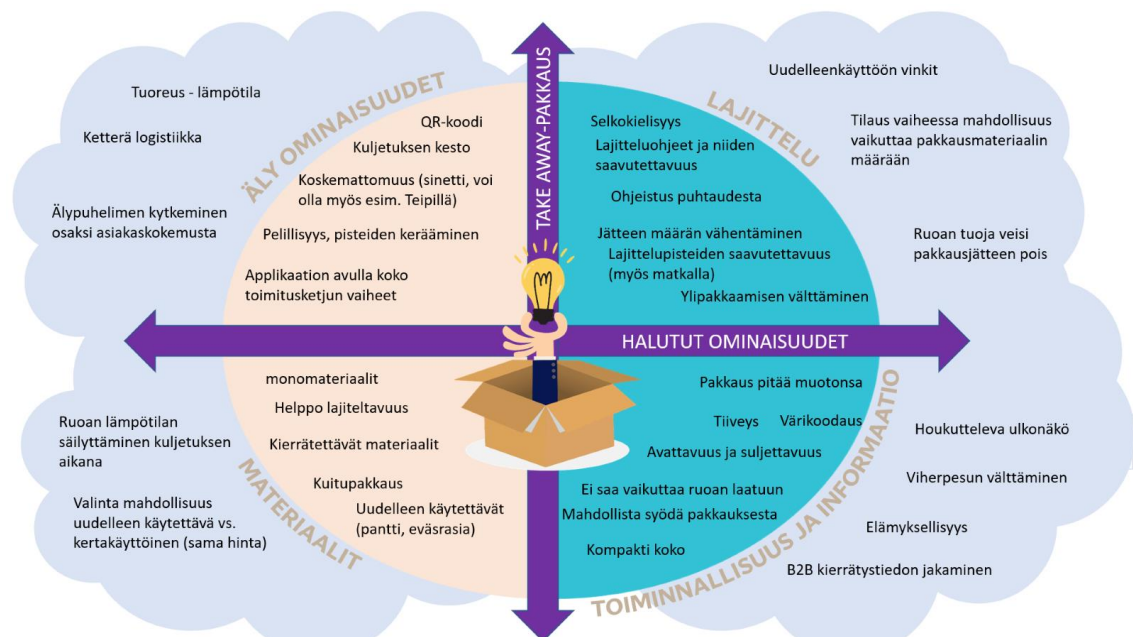 TAKE AWAY-PAKKAUS
HALUTUT OMINAISUUDET
ÄLY OMINAISUUDET
Tuoreus - lämpötila
Ketterä logistiikka
Älypuhelimen kytkeminen
osaksi asiakaskokemusta
QR-koodi
Kuljetuksen kesto
Koskemattomuus (sinetti, voi
olla myös esim. Teipillä)
Pelillisyys, pisteiden kerääminen
Applikaation avulla koko
toimitusketjun vaiheet
LAJITTELU
Selkokielisyys
Lajitteluohjeet ja niiden
saavutettavuus
Ohjeistus puhtaudesta
Jätteen määrän vähentäminen
Lajittelupisteiden saavutettavuus
(myös matkalla)
Ylipakkaamisen välttäminen
Uudelleenkäyttöön vinkit
Tilaus vaiheessa mahdollisuus
vaikuttaa pakkausmateriaalin
määrään
Ruoan tuoja veisi
pakkausjätteen pois
MATERIAALIT
Ruoan lämpötilan
säilyttäminen kuljetuksen
aikana
Valinta mahdollisuus
uudelleen käytettävä vs.
kertakäyttöinen (sama hinta)
monomateriaalit
Helppo lajiteltavuus
Kierrätettävät materiaalit
Kuitupakkaus
Uudelleen käytettävät
(pantti, eväsrasia)
TOIMINNALLISUUS JA INFORMAATIO
Pakkaus pitää muotonsa
Tiiveys
Värikoodaus
Avattavuus ja suljettavuus
Ei saa vaikuttaa ruoan laatuun
Mahdollista syödä pakkauksesta
Kompakti koko
Houkutteleva ulkonäkö
Viherpesun välttäminen
Elämyksellisyys
B2B kierrätystiedon jakaminen